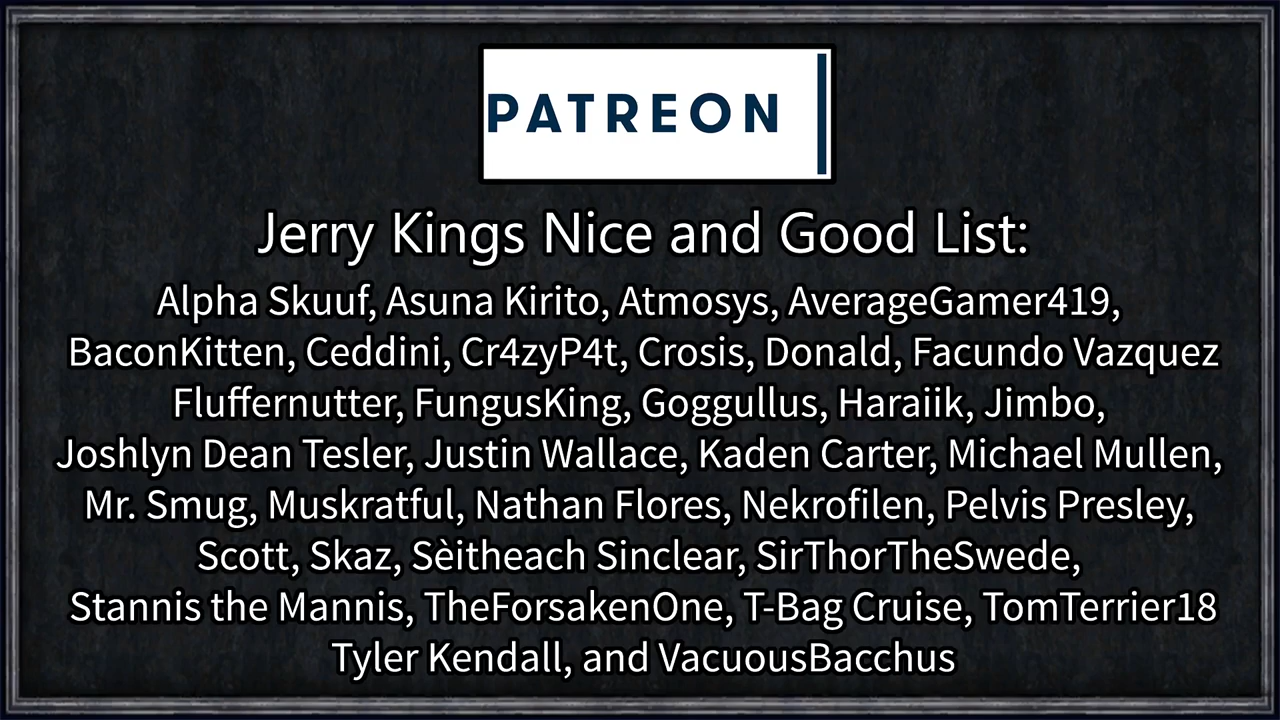 PATREON
Jerry Kings Nice and Good List:
Alpha Skuuf, Asuna Kirito, Atmosys, AverageGamer419,
BaconKitten, Ceddini, Cr4zyP4t, Crosis, Donald, Facundo Vazquez
Fluffernutter, FungusKing, Goggullus, Haraiik, Jimbo,
Joshlyn Dean Tesler, Justin Wallace, Kaden Carter, Michael Mullen,
Mr. Smug, Muskratful, Nathan Flores, Nekrofilen, Pelvis Presley,
Scott, Skaz, Sèitheach Sinclear, SirThorTheSwede,
Stannis the Mannis, TheForsakenOne, T-Bag Cruise, TomTerrier18
Tyler Kendall, and VacuousBacchus